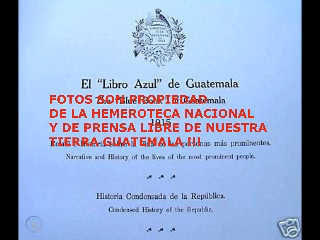 El "Libro Azul" de Guatemala
Guatemala
FOTOS SON PROPIEDAD
DE LA HEMEROTECA NACIONAL
1915
Y DE PRENSA LIBRE DE NUESTRA
personas más prominentes.
TIERRA GUATEMALA!!!
Narrative and History of the lives of the most prominent people.
Historia Condensada de la República.
Condensed History of the Republic.